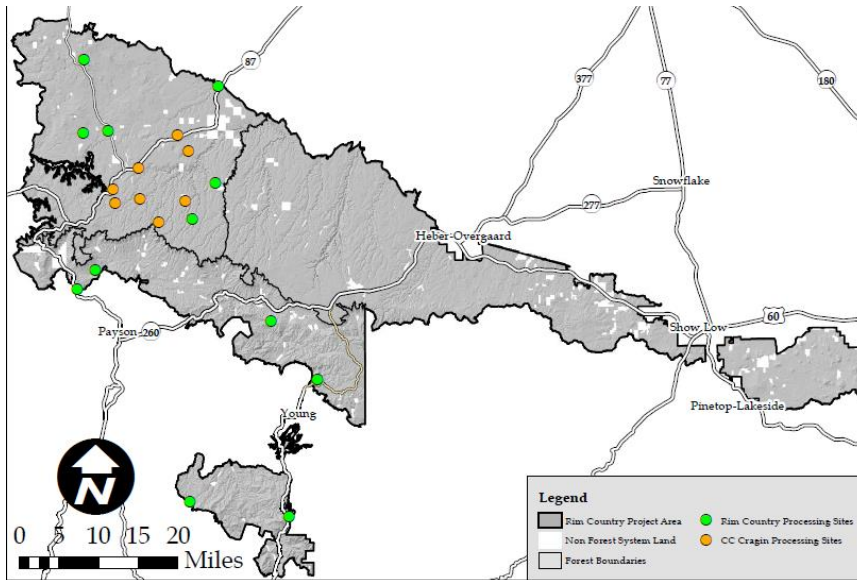 87
377
77
180
Snowflake
277
Heber-Overgaard
60
Show Low
Payson
260
Pinetop-Lakeside
Young
N
0 5 10 15 20
Miles
Legend
Rim Country Project Area
Rim Country Processing Sites
Non Forest System Land
CC Cragin Processing Sites
Forest Boundaries